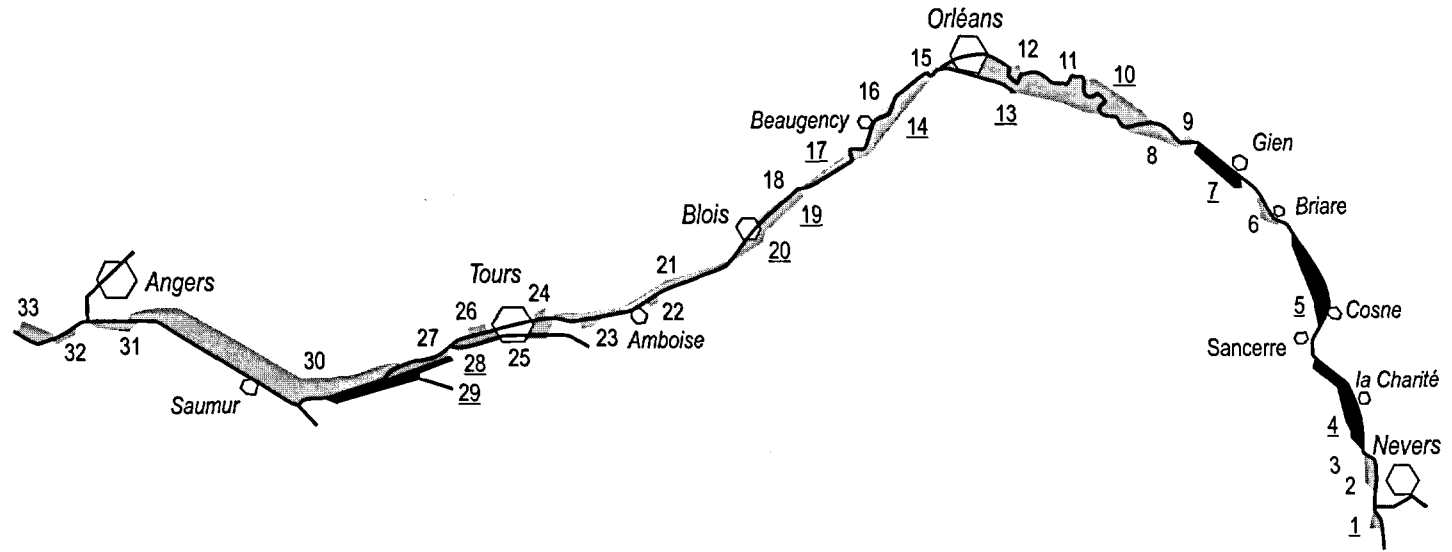 Orléans
15
12
11
10
16
Beaugency
14
13
9
8
Gien
7
17
18
19
Blois
20
6
Briare
21
22
Tours
24
26
27
25
23
Amboise
28
29
Angers
33
32
31
30
Saumur
5
Cosne
Sancerre
la Charité
4
Nevers
3
2
1